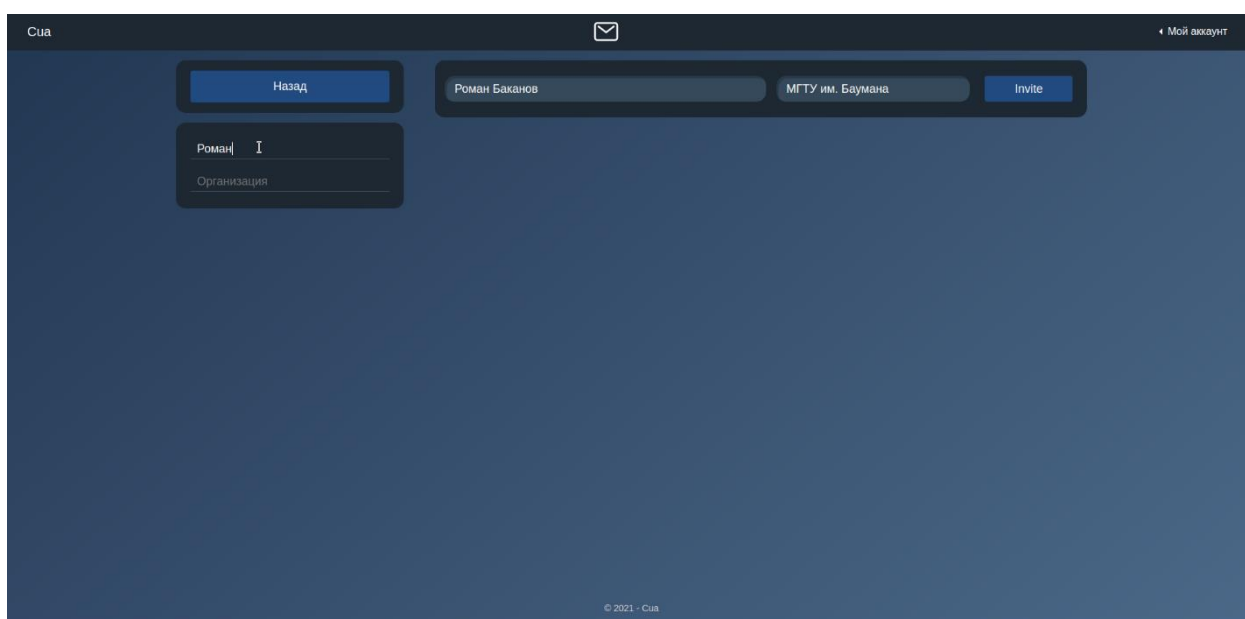 Cua
Мой аккаунт
Назад
Роман
Организация
Роман Баканов
МГТУ им. Баумана
Invite
© 2021 - Cua